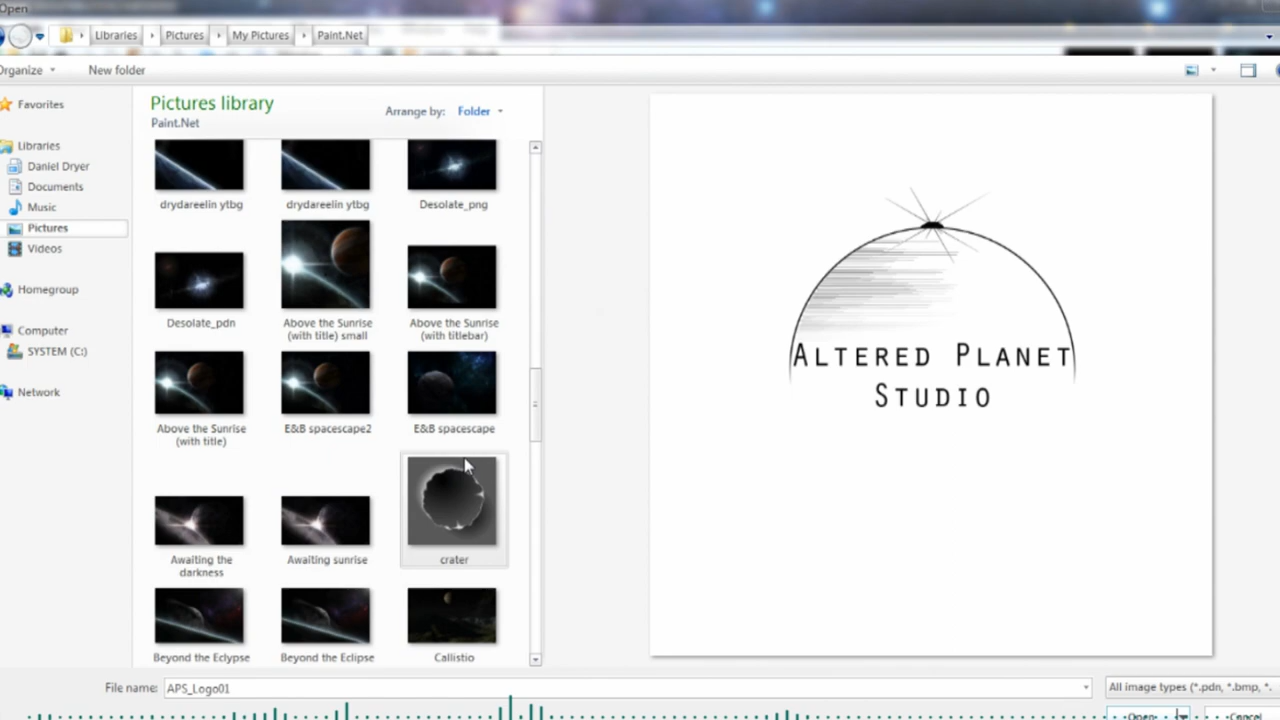 Open
Libraries
Pictures
My Pictures
Paint.Net
Organize
New folder
Favorites
Libraries
Daniel Dryer
Documents
Music
Pictures
Videos
Homegroup
Computer
SYSTEM (C:)
Network
Pictures library
Paint.Net
Arrange by: Folder
drydareelin ytbg
drydareelin ytbg
Desolate_png
Desolate_pdn
Above the Sunrise
(with title) small
Above the Sunrise
(with titlebar)
Above the Sunrise
(with title)
E&B spacescape2
E&B spacescape
Awaiting the
darkness
Awaiting sunrise
crater
Beyond the Eclypse
Beyond the Eclipse
Callistio
ALTERED PLANET
STUDIO
File name: APS_Logo01
All image types (*.pdn, *.bmp, *.
Open
Cancel